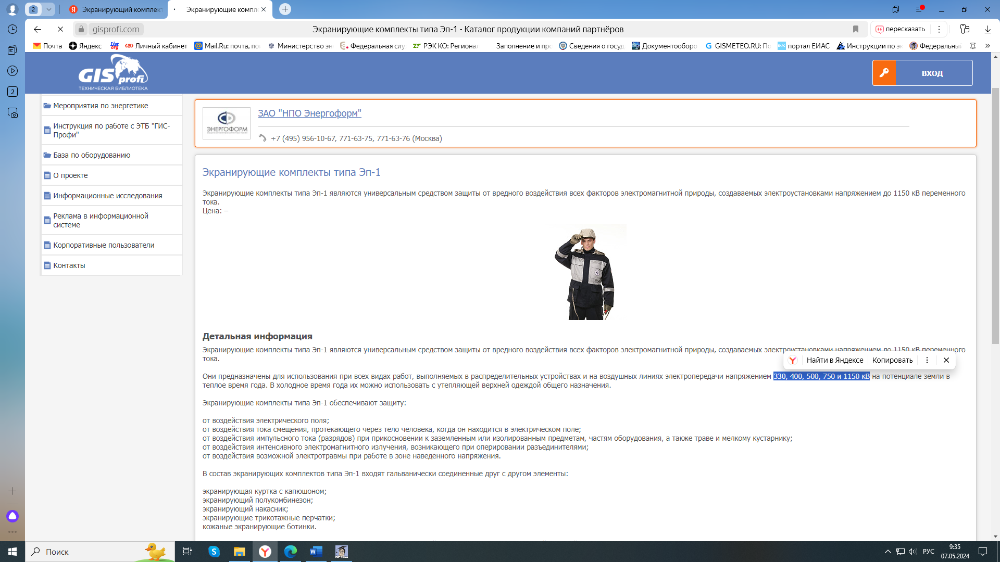 2
Экранирующий комплект
Экранирующие компле
gisprofi.com
Экранирующие комплекты типа Эп-1 - Каталог продукции компаний партнёров
пересказать
Почта
Яндекс
List org
Личный кабинет
Mail.Ru: почта, по
Министерство эн
Федеральная слу
РЭК КО: Региона
Заполнение и пр
Сведения о госуд
Документооборо
GISMETEO.RU: По
портал ЕИАС
Инструкции по э
Федеральны
»
2
GIS profi
ТЕХНИЧЕСКАЯ БИБЛИОТЕКА
ВХОД
Мероприятия по энергетике
Инструкция по работе с ЭТБ "ГИС-
Профи"
База по оборудованию
О проекте
Информационные исследования
Реклама в информационной
системе
Корпоративные пользователи
Контакты
ЭНЕРГОФОРМ
ЗАО "НПО Энергоформ"
+7 (495) 956-10-67, 771-63-75, 771-63-76 (Москва)
Экранирующие комплекты типа Эп-1
Экранирующие комплекты типа Эп-1 являются универсальным средством защиты от вредного воздействия всех факторов электромагнитной природы, создаваемых электроустановками напряжением до 1150 кВ переменного
тока.
Цена: –
Детальная информация
Экранирующие комплекты типа Эп-1 являются универсальным средством защиты от вредного воздействия всех факторов электромагнитной природы, создаваемых электроустановками напряжением до 1150 кВ переменного
тока.
Найти в Яндексе
Копировать
Они предназначены для использования при всех видах работ, выполняемых в распределительных устройствах и на воздушных линиях электропередачи напряжением 330, 400, 500, 750 и 1150 кВ на потенциале земли в
теплое время года. В холодное время года их можно использовать с утепляющей верхней одеждой общего назначения.
Экранирующие комплекты типа Эп-1 обеспечивают защиту:
от воздействия электрического поля;
от воздействия тока смещения, протекающего через тело человека, когда он находится в электрическом поле;
от воздействия импульсного тока (разрядов) при прикосновении к заземленным или изолированным предметам, частям оборудования, а также траве и мелкому кустарнику;
от воздействия интенсивного электромагнитного излучения, возникающего при оперировании разъединителями;
от воздействия возможной электротравмы при работе в зоне наведенного напряжения.
В состав экранирующих комплектов типа Эп-1 входят гальванически соединенные друг с другом элементы:
экранирующая куртка с капюшоном;
экранирующий полукомбинезон;
экранирующий накасник;
экранирующие трикотажные перчатки;
кожаные экранирующие ботинки.
Поиск
РУС
9:35
07.05.2024